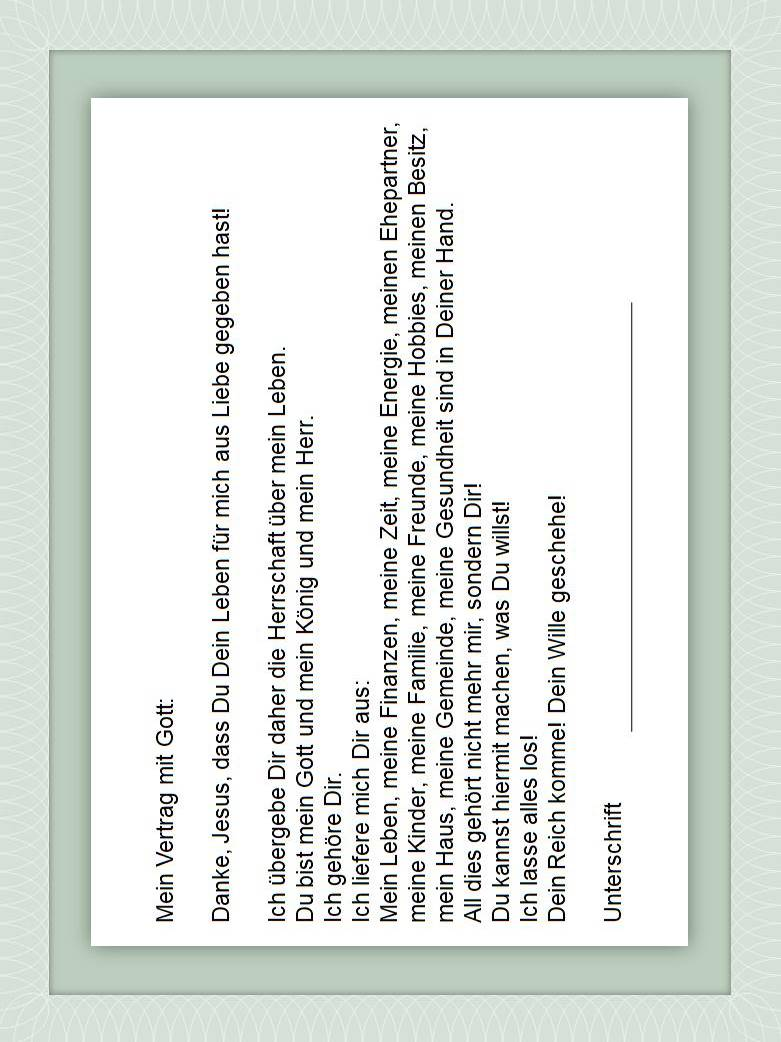 Mein Vertrag mit Gott:
Danke, Jesus, dass Du Dein Leben für mich aus Liebe gegeben hast!
Ich übergebe Dir daher die Herrschaft über mein Leben.
Du bist mein Gott und mein König und mein Herr.
Ich gehöre Dir.
Ich liefere mich Dir aus:
Mein Leben, meine Finanzen, meine Zeit, meine Energie, meinen Ehepartner,
meine Kinder, meine Familie, meine Freunde, meine Hobbies, meinen Besitz,
mein Haus, meine Gemeinde, meine Gesundheit sind in Deiner Hand.
All dies gehört nicht mehr mir, sondern Dir!
Du kannst hiermit machen, was Du willst!
Ich lasse alles los!
Dein Reich komme! Dein Wille geschehe!
Unterschrift